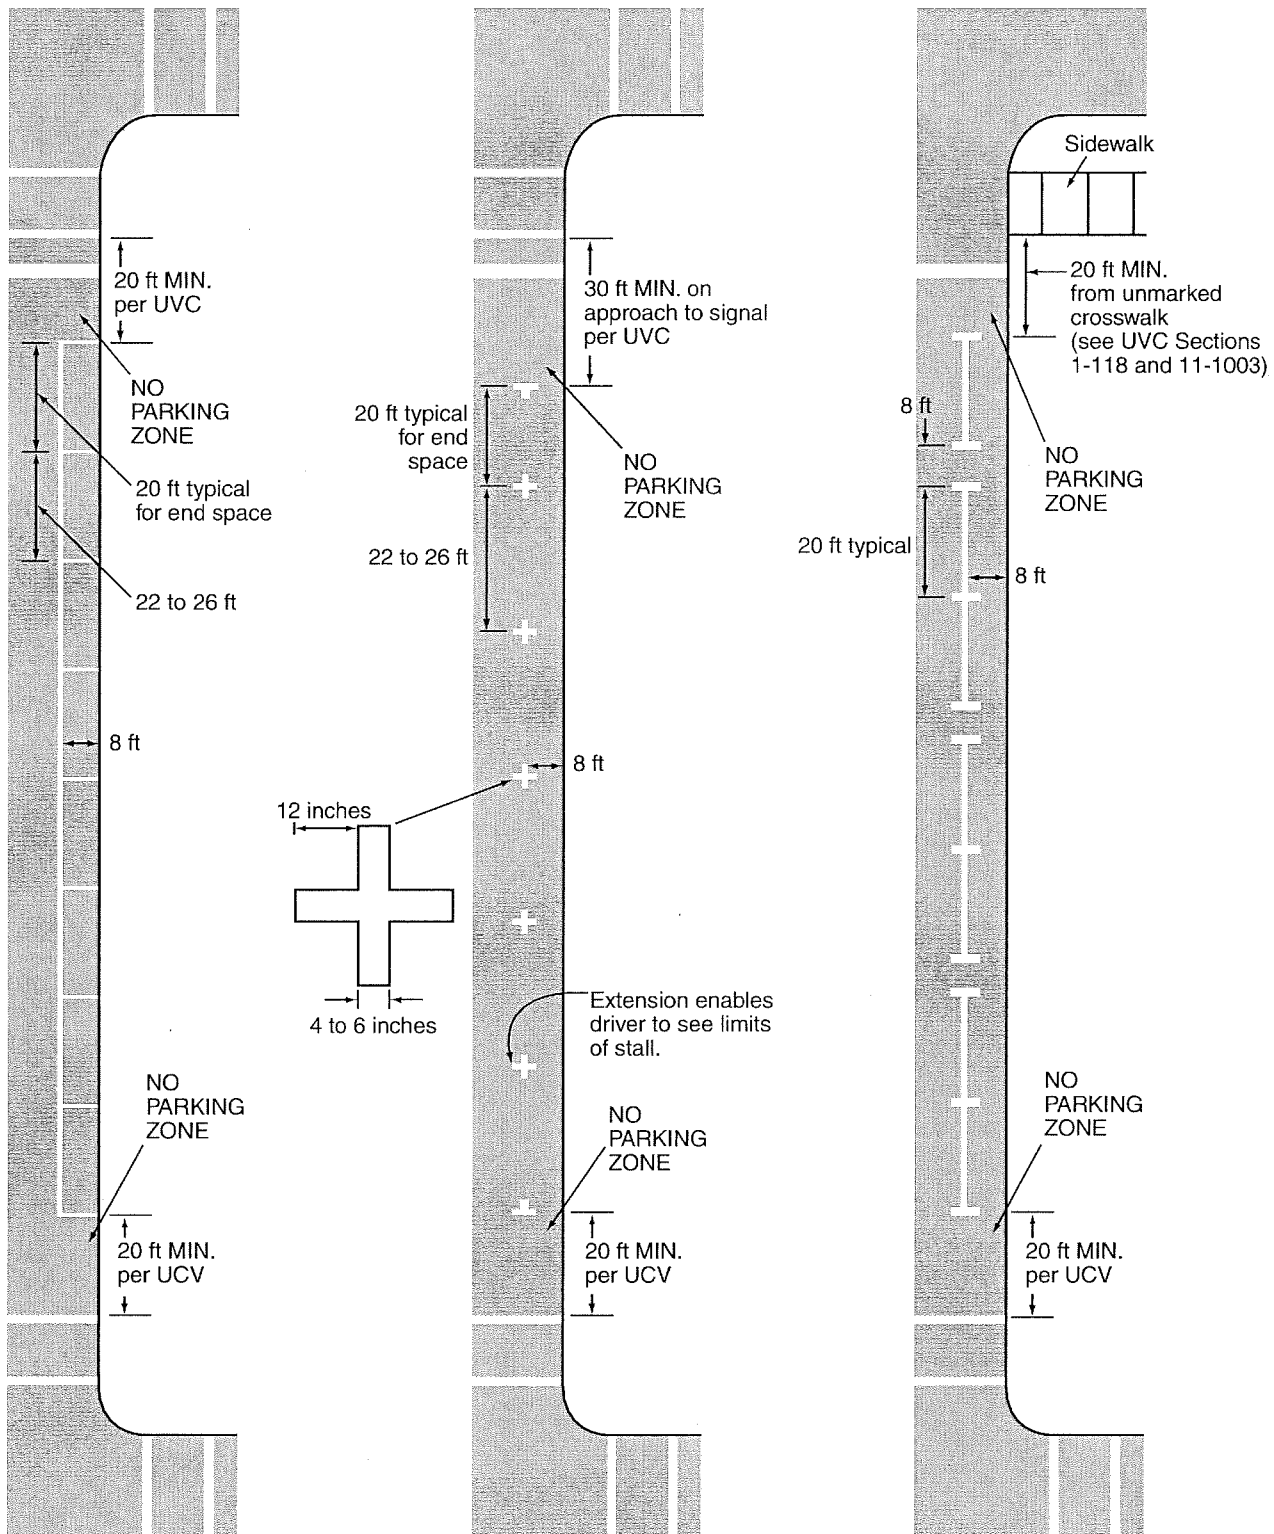 20 ft MIN.
per UVC
NO
PARKING
ZONE
20 ft typical
for end space
22 to 26 ft
8 ft
NO
PARKING
ZONE
20 ft MIN.
per UCV
30 ft MIN. on
approach to signal
per UVC
20 ft typical
for end
space
NO
PARKING
ZONE
22 to 26 ft
8 ft
12 inches
4 to 6 inches
Extension enables
driver to see limits
of stall.
NO
PARKING
ZONE
20 ft MIN.
per UCV
Sidewalk
20 ft MIN.
from unmarked
crosswalk
(see UVC Sections
1-118 and 11-1003)
8 ft
NO
PARKING
ZONE
20 ft typical
8 ft
NO
PARKING
ZONE
20 ft MIN.
per UCV